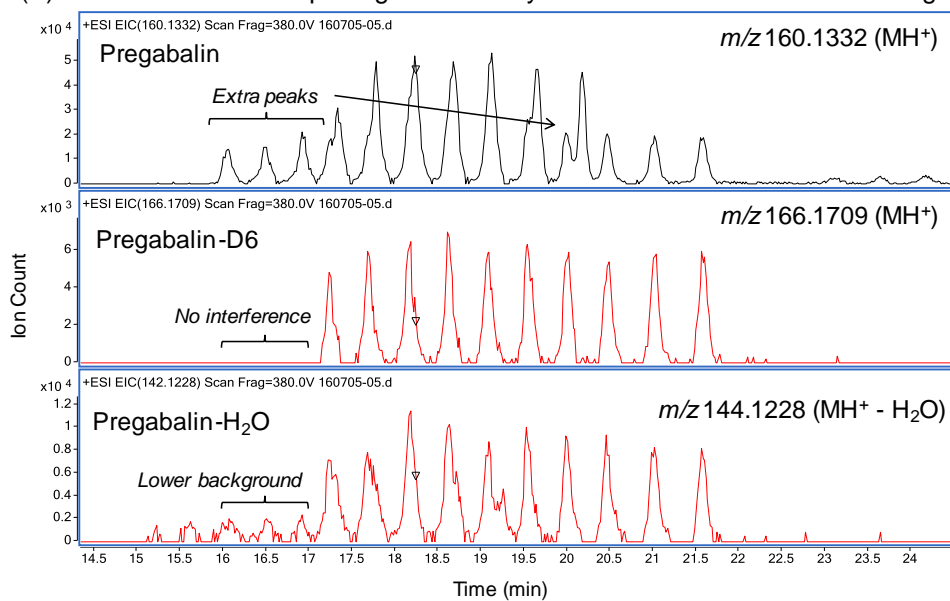 +ESI EIC(160.1332) Scan Frag=380.0V 160705-05.d
x10 4
Pregabalin
m/z 160.1332 (MH+)
Extra peaks
5
4
3
2
1
0
+ESI EIC(166.1709) Scan Frag=380.0V 160705-05.d
x10 3
Pregabalin-D6
m/z 166.1709 (MH+)
No interference
6
4
2
0
Ion Count
+ESI EIC(142.1228) Scan Frag=380.0V 160705-05.d
x10 4
Pregabalin-H2O
m/z 144.1228 (MH+ - H2O)
Lower background
1.2
1
0.8
0.6
0.4
0.2
0
14.5 15 15.5 16 16.5 17 17.5 18 18.5 19 19.5 20 20.5 21 21.5 22 22.5 23 23.5 24
Time (min)